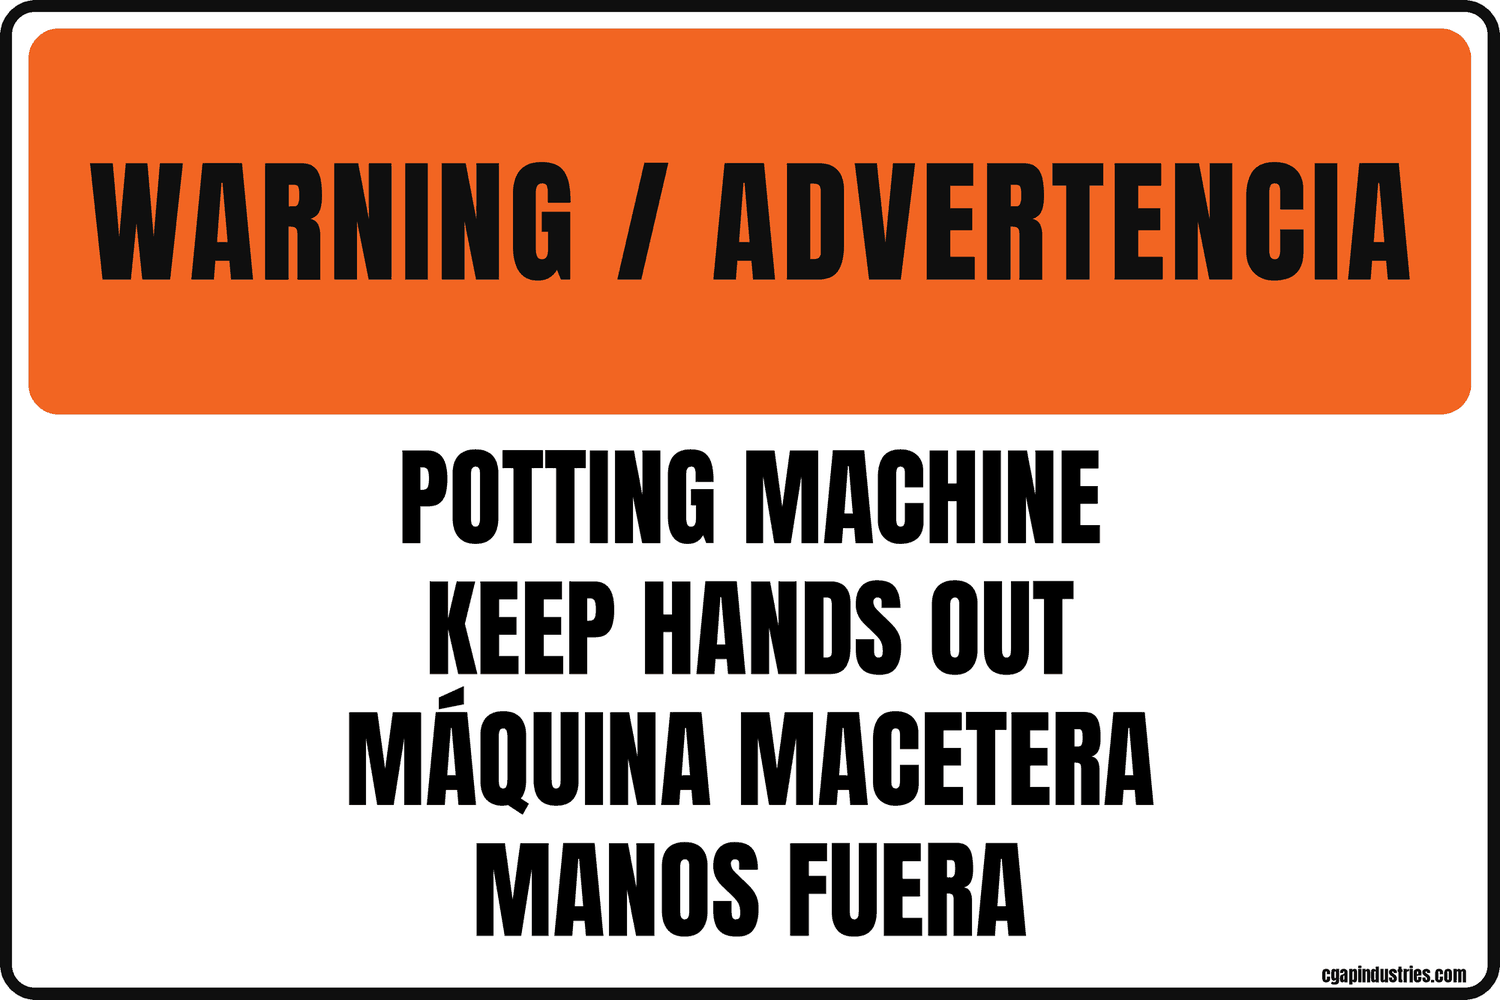 WARNING / ADVERTENCIA
POTTING MACHINE
KEEP HANDS OUT
MÁQUINA MACETERA
MANOS FUERA
cgapindustries.com